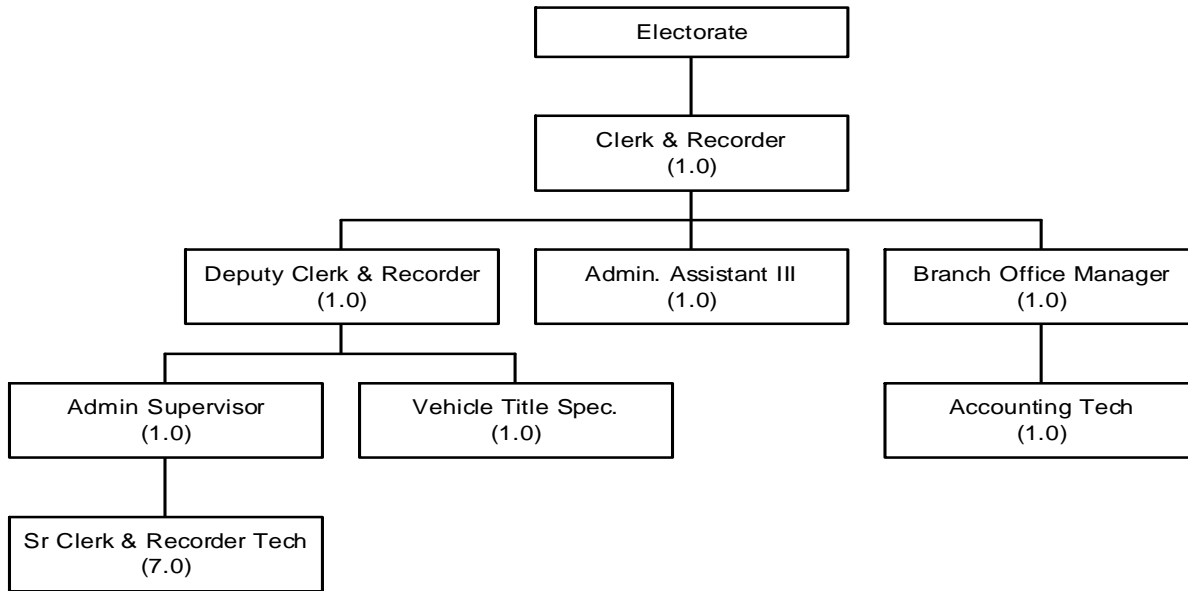 Electorate
Clerk & Recorder
(1.0)
Deputy Clerk & Recorder
(1.0)
Admin. Assistant III
(1.0)
Branch Office Manager
(1.0)
Admin Supervisor
(1.0)
Vehicle Title Spec.
(1.0)
Accounting Tech
(1.0)
Sr Clerk & Recorder Tech
(7.0)